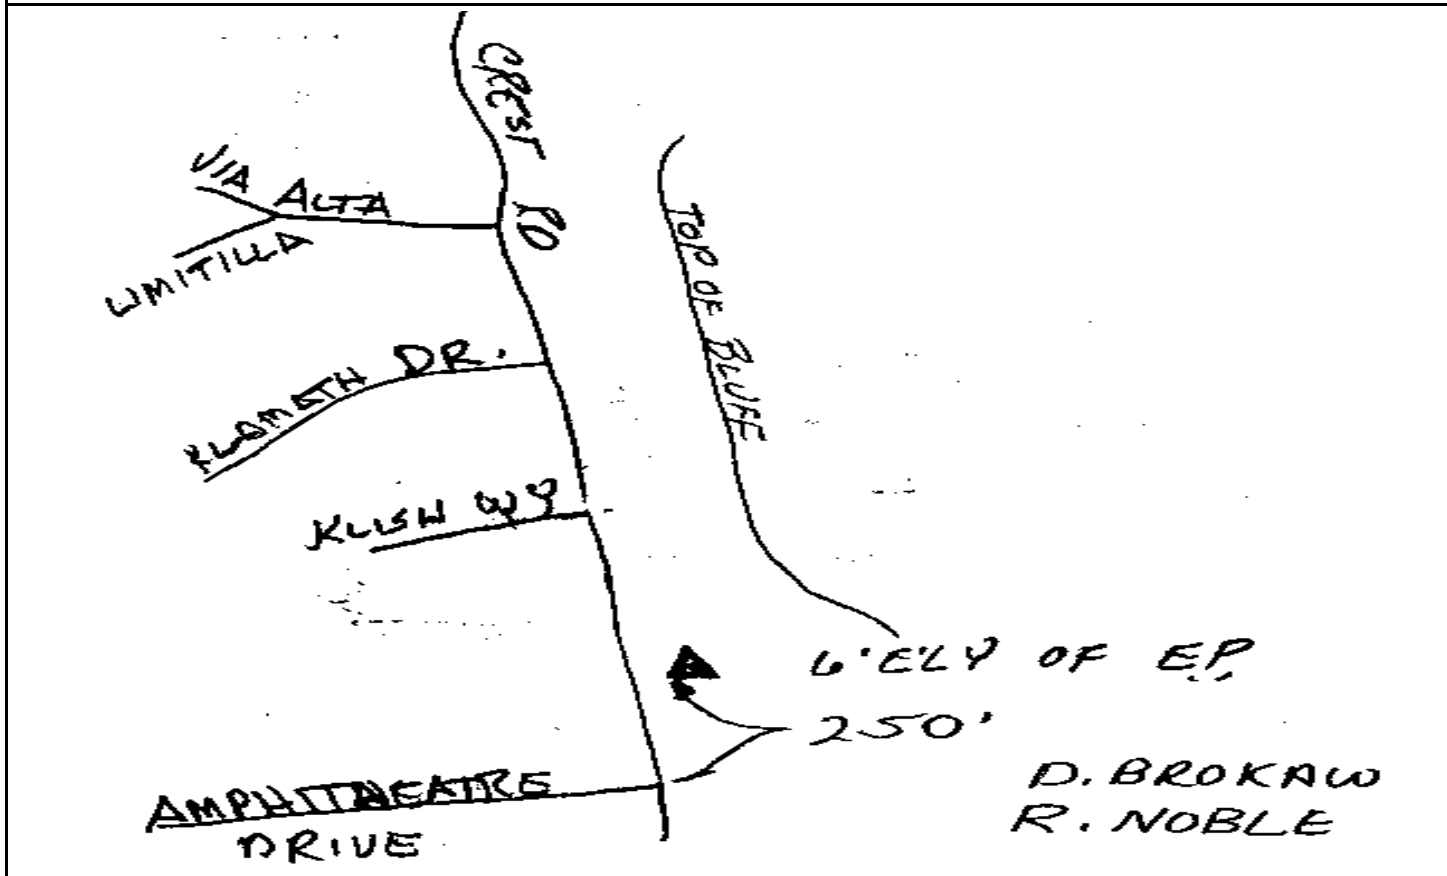 CREST RD
VIA ALTA
UMITILLA
TOP OF BLUFF
KLAMATH DR.
KLISH WY
6' ELY OF E.P.
250'
AMPHITHEATRE
DRIVE
D. BROKAW
R. NOBLE